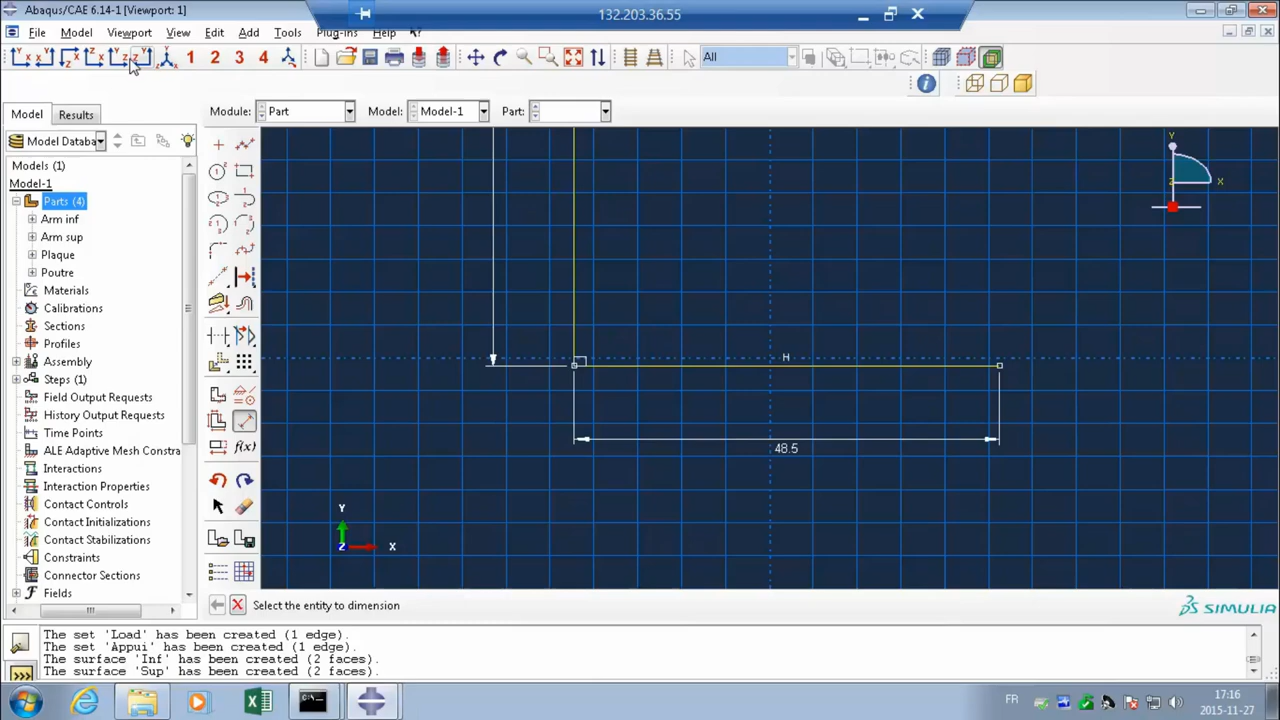 Abaqus/CAE 6.14-1 [Viewport: 1]
132.203.36.55
File Model Viewport View Edit Add Tools Plug-ins Help
1 2 3 4 All
Model Results
Module: Part Model: Model-1 Part:
Model Databa
Models (1)
Model-1
Parts (4)
Arm inf
Arm sup
Plaque
Poutre
Materials
Calibrations
Sections
Profiles
Assembly
Steps (1)
Field Output Requests
History Output Requests
Time Points
ALE Adaptive Mesh Constra
Interactions
Interaction Properties
Contact Controls
Contact Initializations
Contact Stabilizations
Constraints
Connector Sections
Fields
f(x)
Y
X
H
48.5
Y
Z X
Select the entity to dimension
SIMULIA
The set 'Load' has been created (1 edge).
The set 'Appui' has been created (1 edge).
The surface 'Inf' has been created (2 faces).
The surface 'Sup' has been created (2 faces).
>>>
FR
17:16
2015-11-27